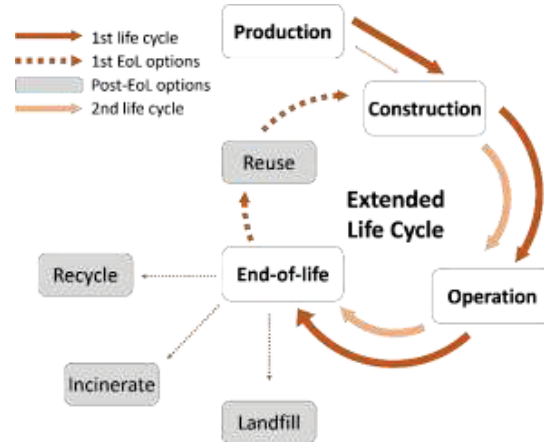 1st life cycle
1st EoL options
Post-EoL options
2nd life cycle
Production
Construction
Reuse
Extended
Life Cycle
Recycle
End-of-life
Operation
Incinerate
Landfill